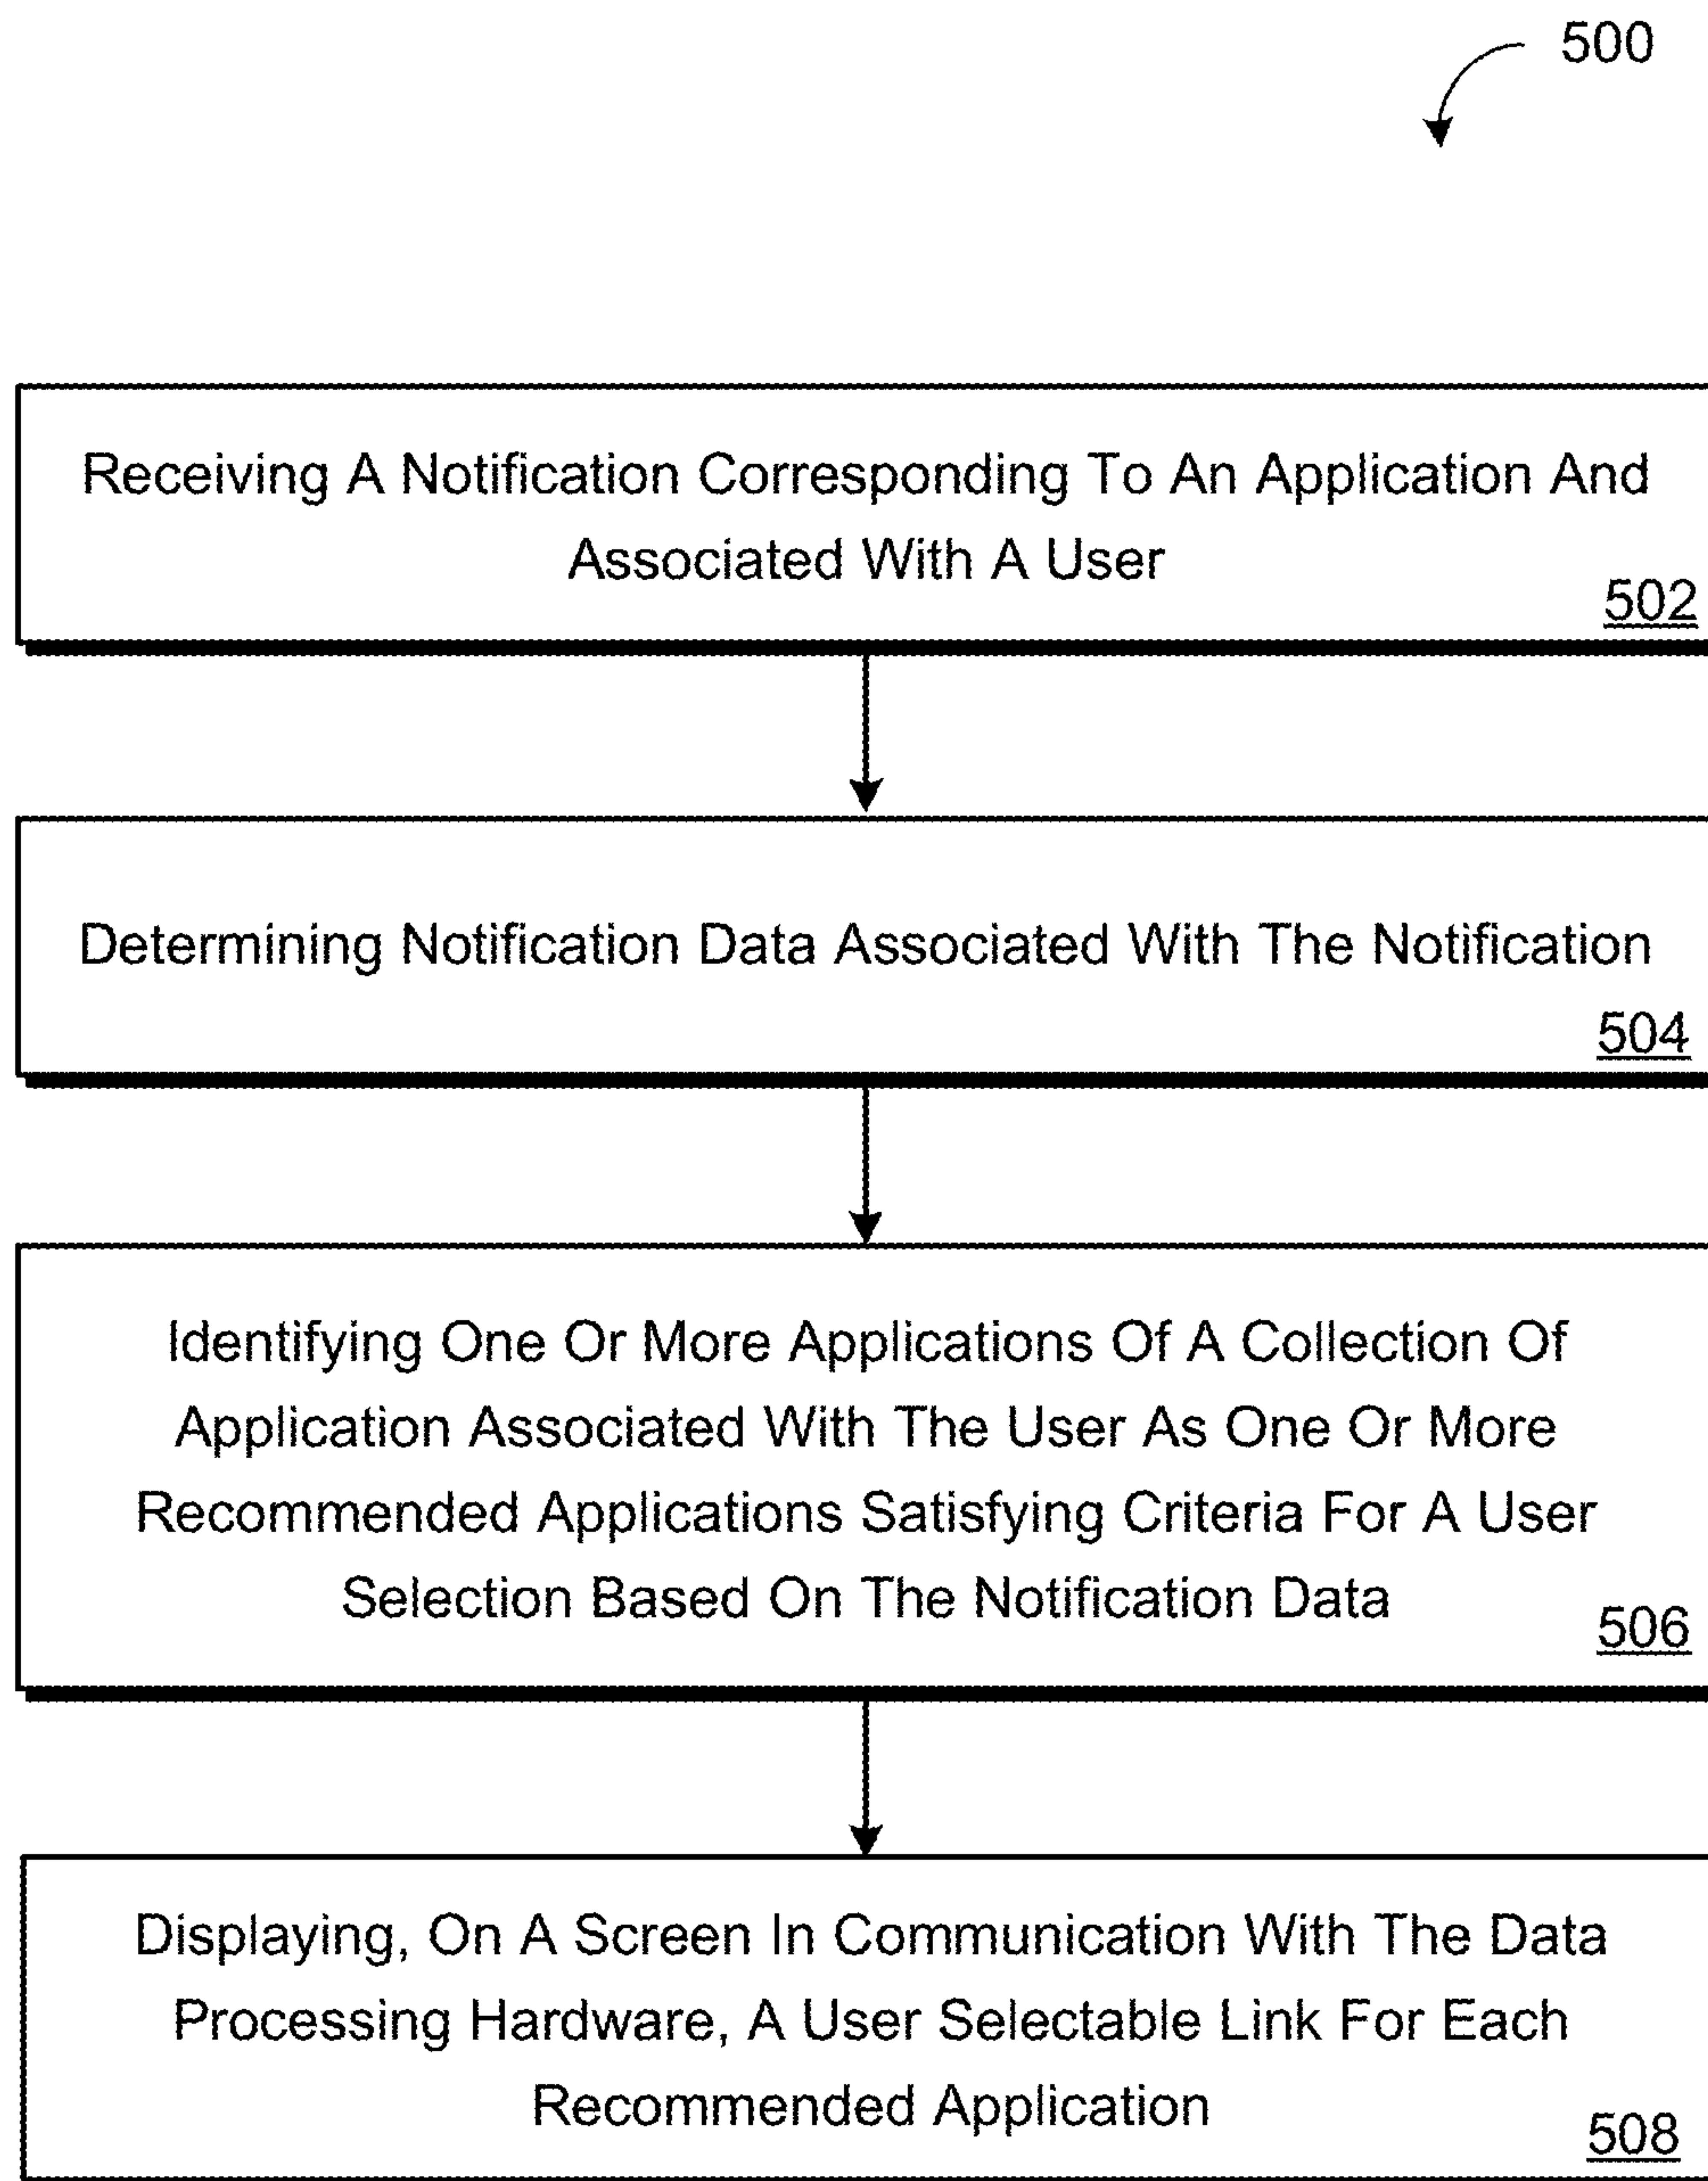 500
Receiving A Notification Corresponding To An Application And
Associated With A User
502
Determining Notification Data Associated With The Notification
504
Identifying One Or More Applications Of A Collection Of
Application Associated With The User As One Or More
Recommended Applications Satisfying Criteria For A User
Selection Based On The Notification Data
506
Displaying, On A Screen In Communication With The Data
Processing Hardware, A User Selectable Link For Each
Recommended Application
508